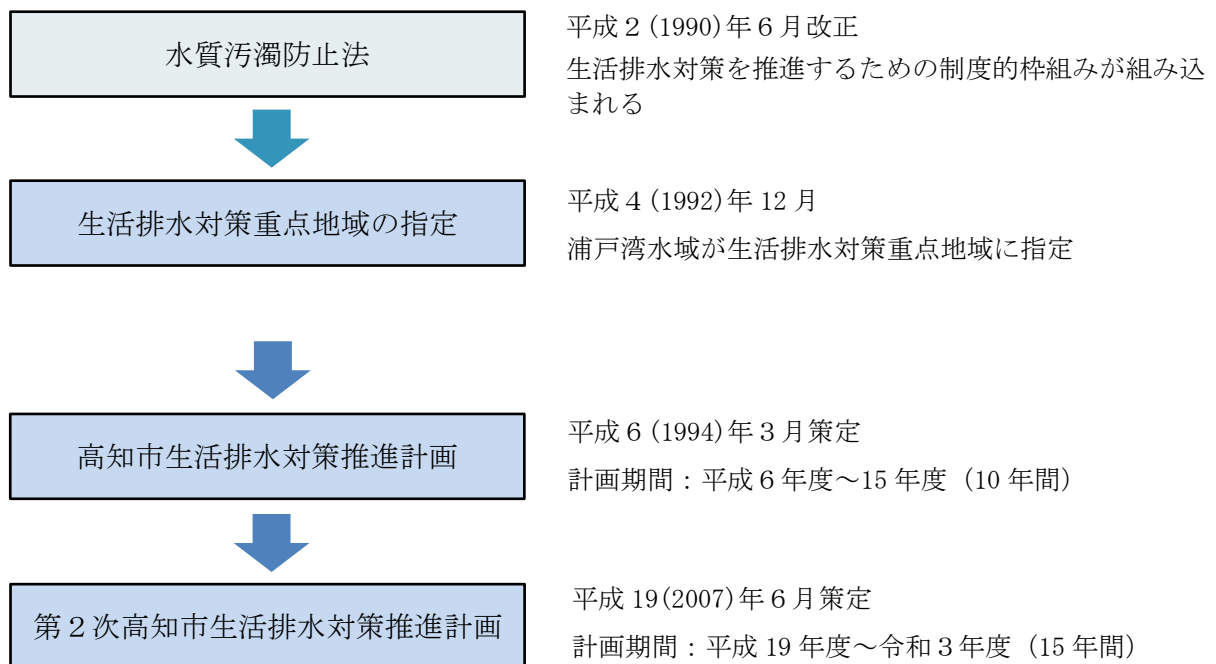 水質汚濁防止法
平成２(1990)年６月改正
生活排水対策を推進するための制度的枠組みが組み込
まれる
生活排水対策重点地域の指定
平成４(1992)年 12 月
浦戸湾水域が生活排水対策重点地域に指定
高知市生活排水対策推進計画
平成６(1994)年３月策定
計画期間：平成６年度～15 年度（10 年間）
第２次高知市生活排水対策推進計画
平成 19(2007)年６月策定
計画期間：平成 19 年度～令和３年度（15 年間）